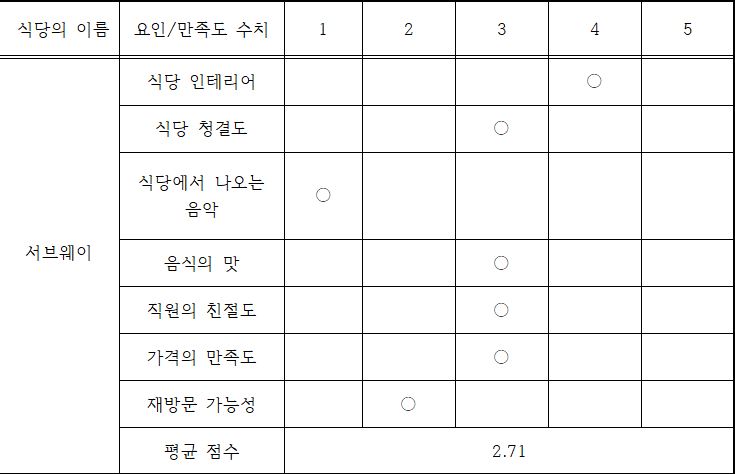 식당의 이름 요인/만족도 수치 1 2 3 4 5
식당 인테리어 ○
식당 청결도 ○
식당에서 나오는
음악 ○
서브웨이
음식의 맛 ○
직원의 친절도 ○
가격의 만족도 ○
재방문 가능성 ○
평균 점수 2.71